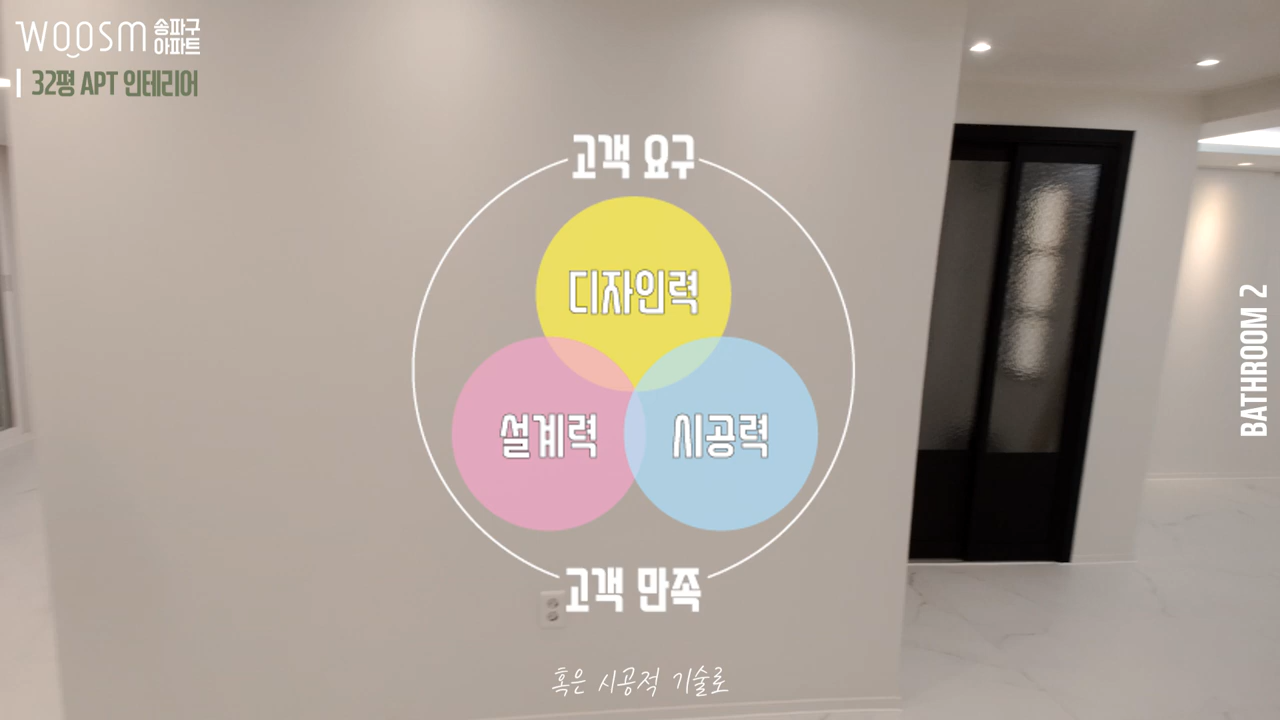 woosm 송파구
아파트
32평 APT 인테리어
고객 요구
디자인력
설계력 시공력
고객 만족
BATHROOM 2
혹은 시공적 기술로